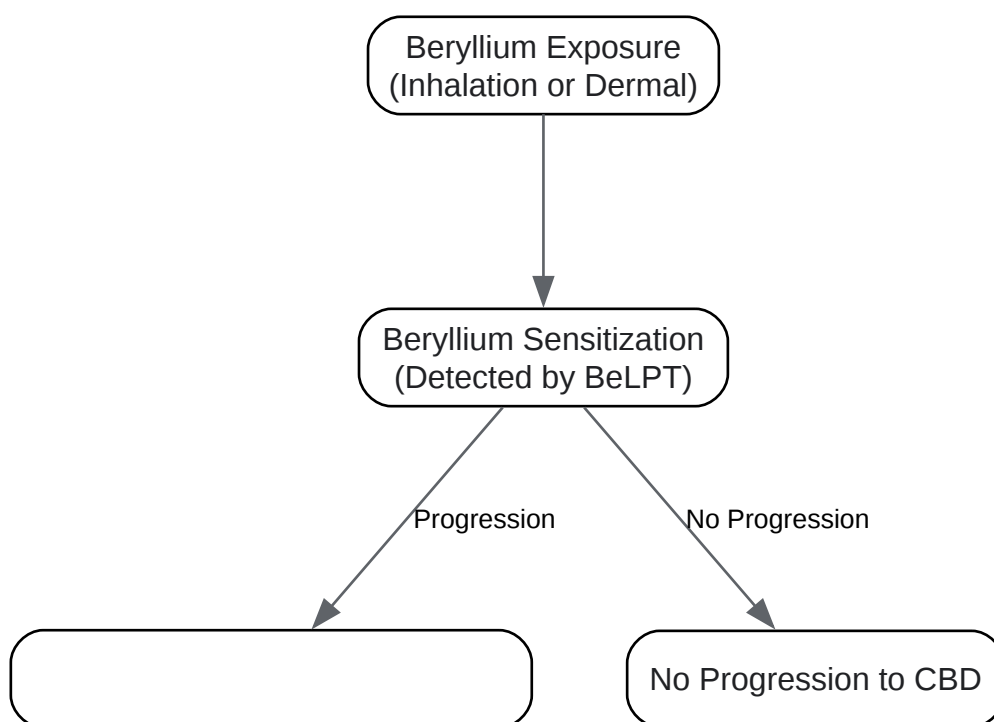 Beryllium Exposure
(Inhalation or Dermal)
Beryllium Sensitization
(Detected by BeLPT)
Progression
No Progression
No Progression to CBD